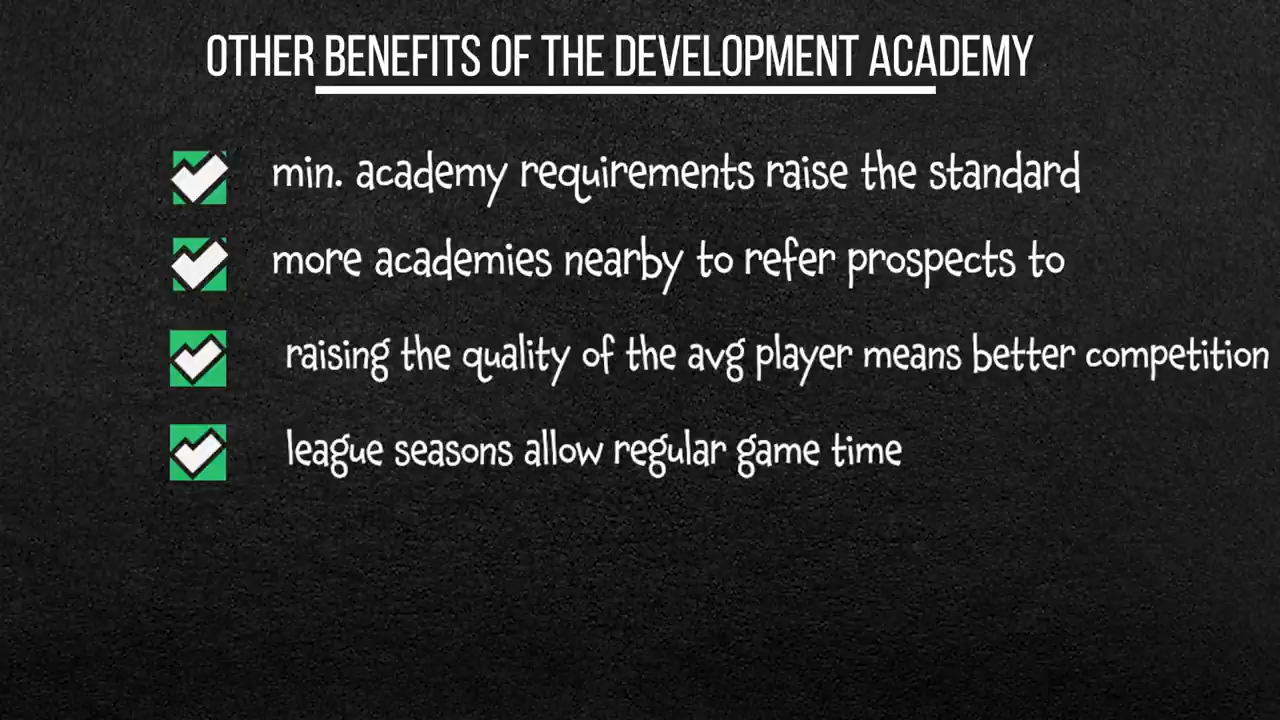 OTHER BENEFITS OF THE DEVELOPMENT ACADEMY
min. academy requirements raise the standard
more academies nearby to refer prospects to
raising the quality of the avg player means better competition
league seasons allow regular game time